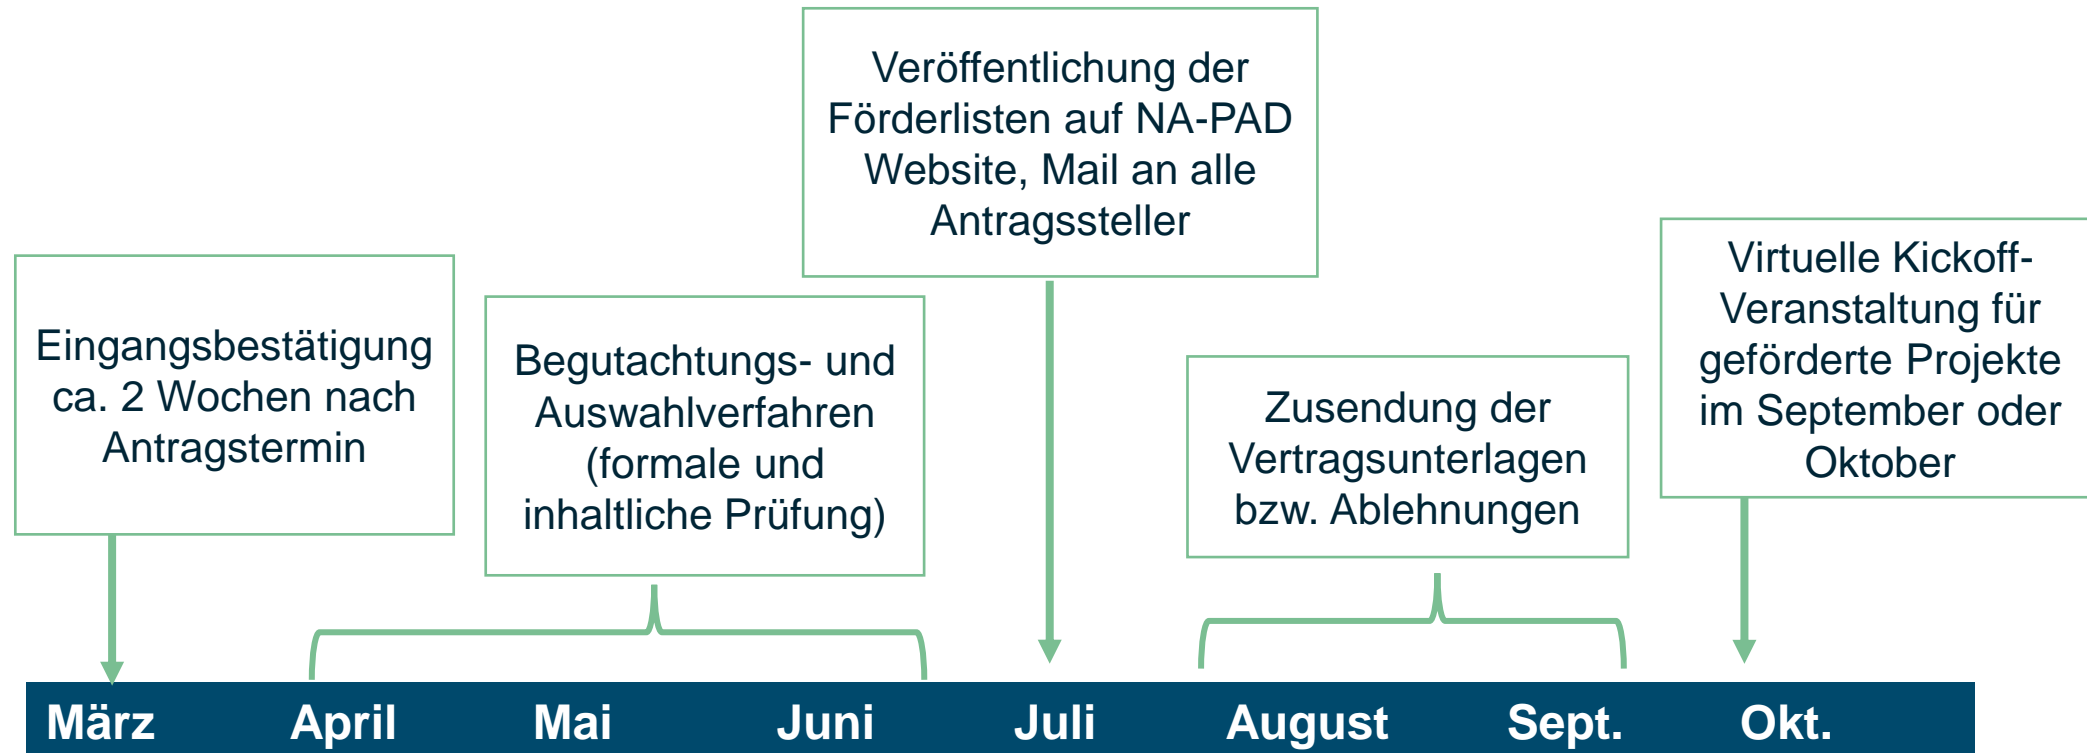 Eingangsbestätigung
ca. 2 Wochen nach
Antragstermin
Begutachtungs- und
Auswahlverfahren
(formale und
inhaltliche Prüfung)
Veröffentlichung der
Förderlisten auf NA-PAD
Website, Mail an alle
Antragssteller
Zusendung der
Vertragsunterlagen
bzw. Ablehnungen
Virtuelle Kickoff-
Veranstaltung für
geförderte Projekte
im September oder
Oktober
März April Mai Juni Juli August Sept. Okt.